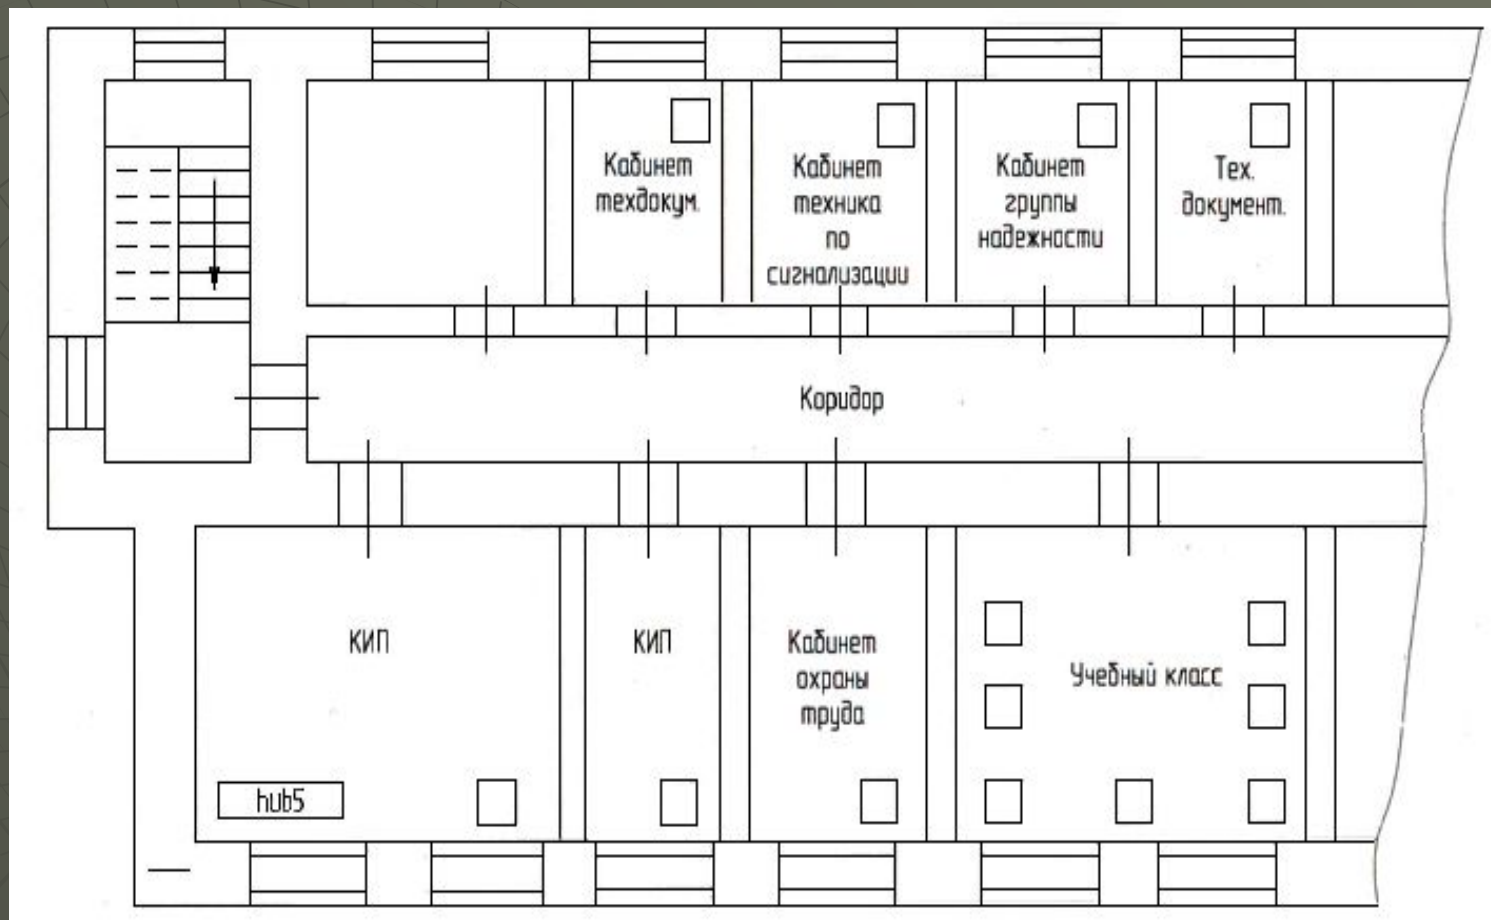 Кабинет
техдокум.
Кабинет
техника
по
сигнализации
Кабинет
группы
надежности
Тех.
документ.
Коридор
КИП
КИП
Кабинет
охраны
труда
Учебный класс
hub5